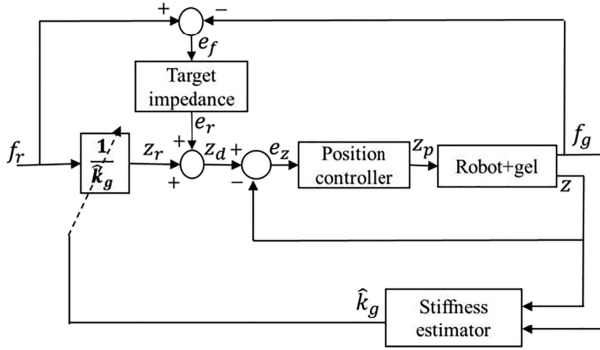 + −
e_f
Target
impedance
e_r
f_r
1
k̂_g
z_r
+
+
z_d
+
−
e_z
Position
controller
z_p
Robot+gel
f_g
z
k̂_g
Stiffness
estimator